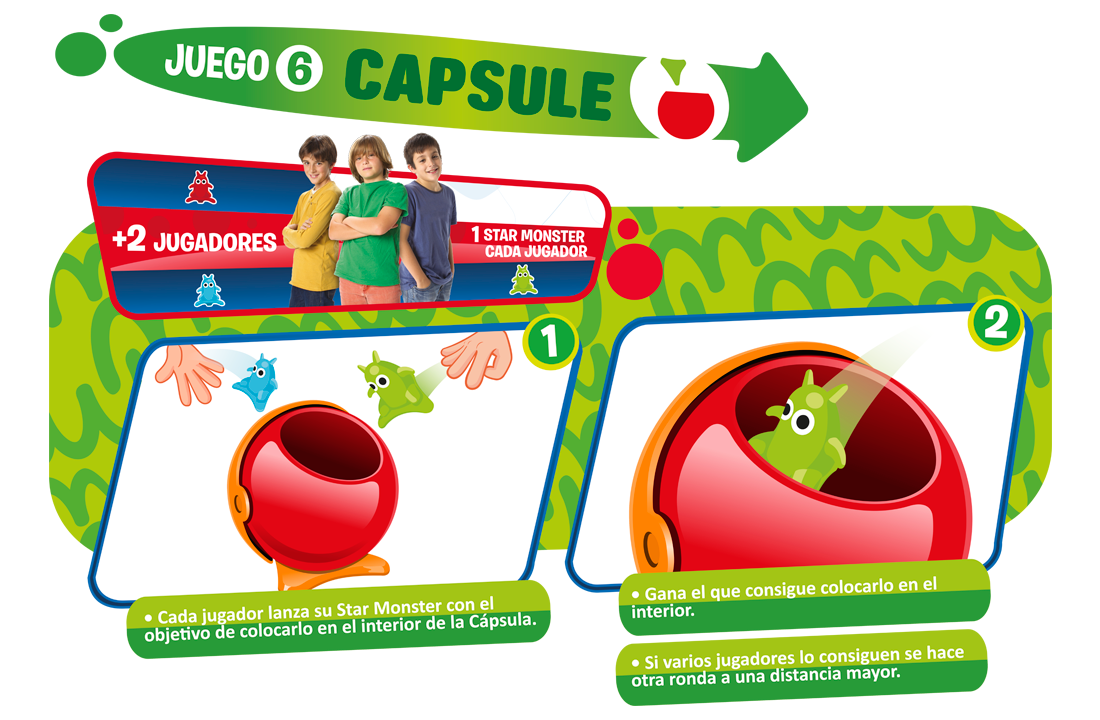 JUEGO 6 CAPSULE
+2 JUGADORES
1 STAR MONSTER
CADA JUGADOR
1
2
• Cada jugador lanza su Star Monster con el
objetivo de colocarlo en el interior de la Cápsula.
• Gana el que consigue colocarlo en el
interior.
• Si varios jugadores lo consiguen se hace
otra ronda a una distancia mayor.